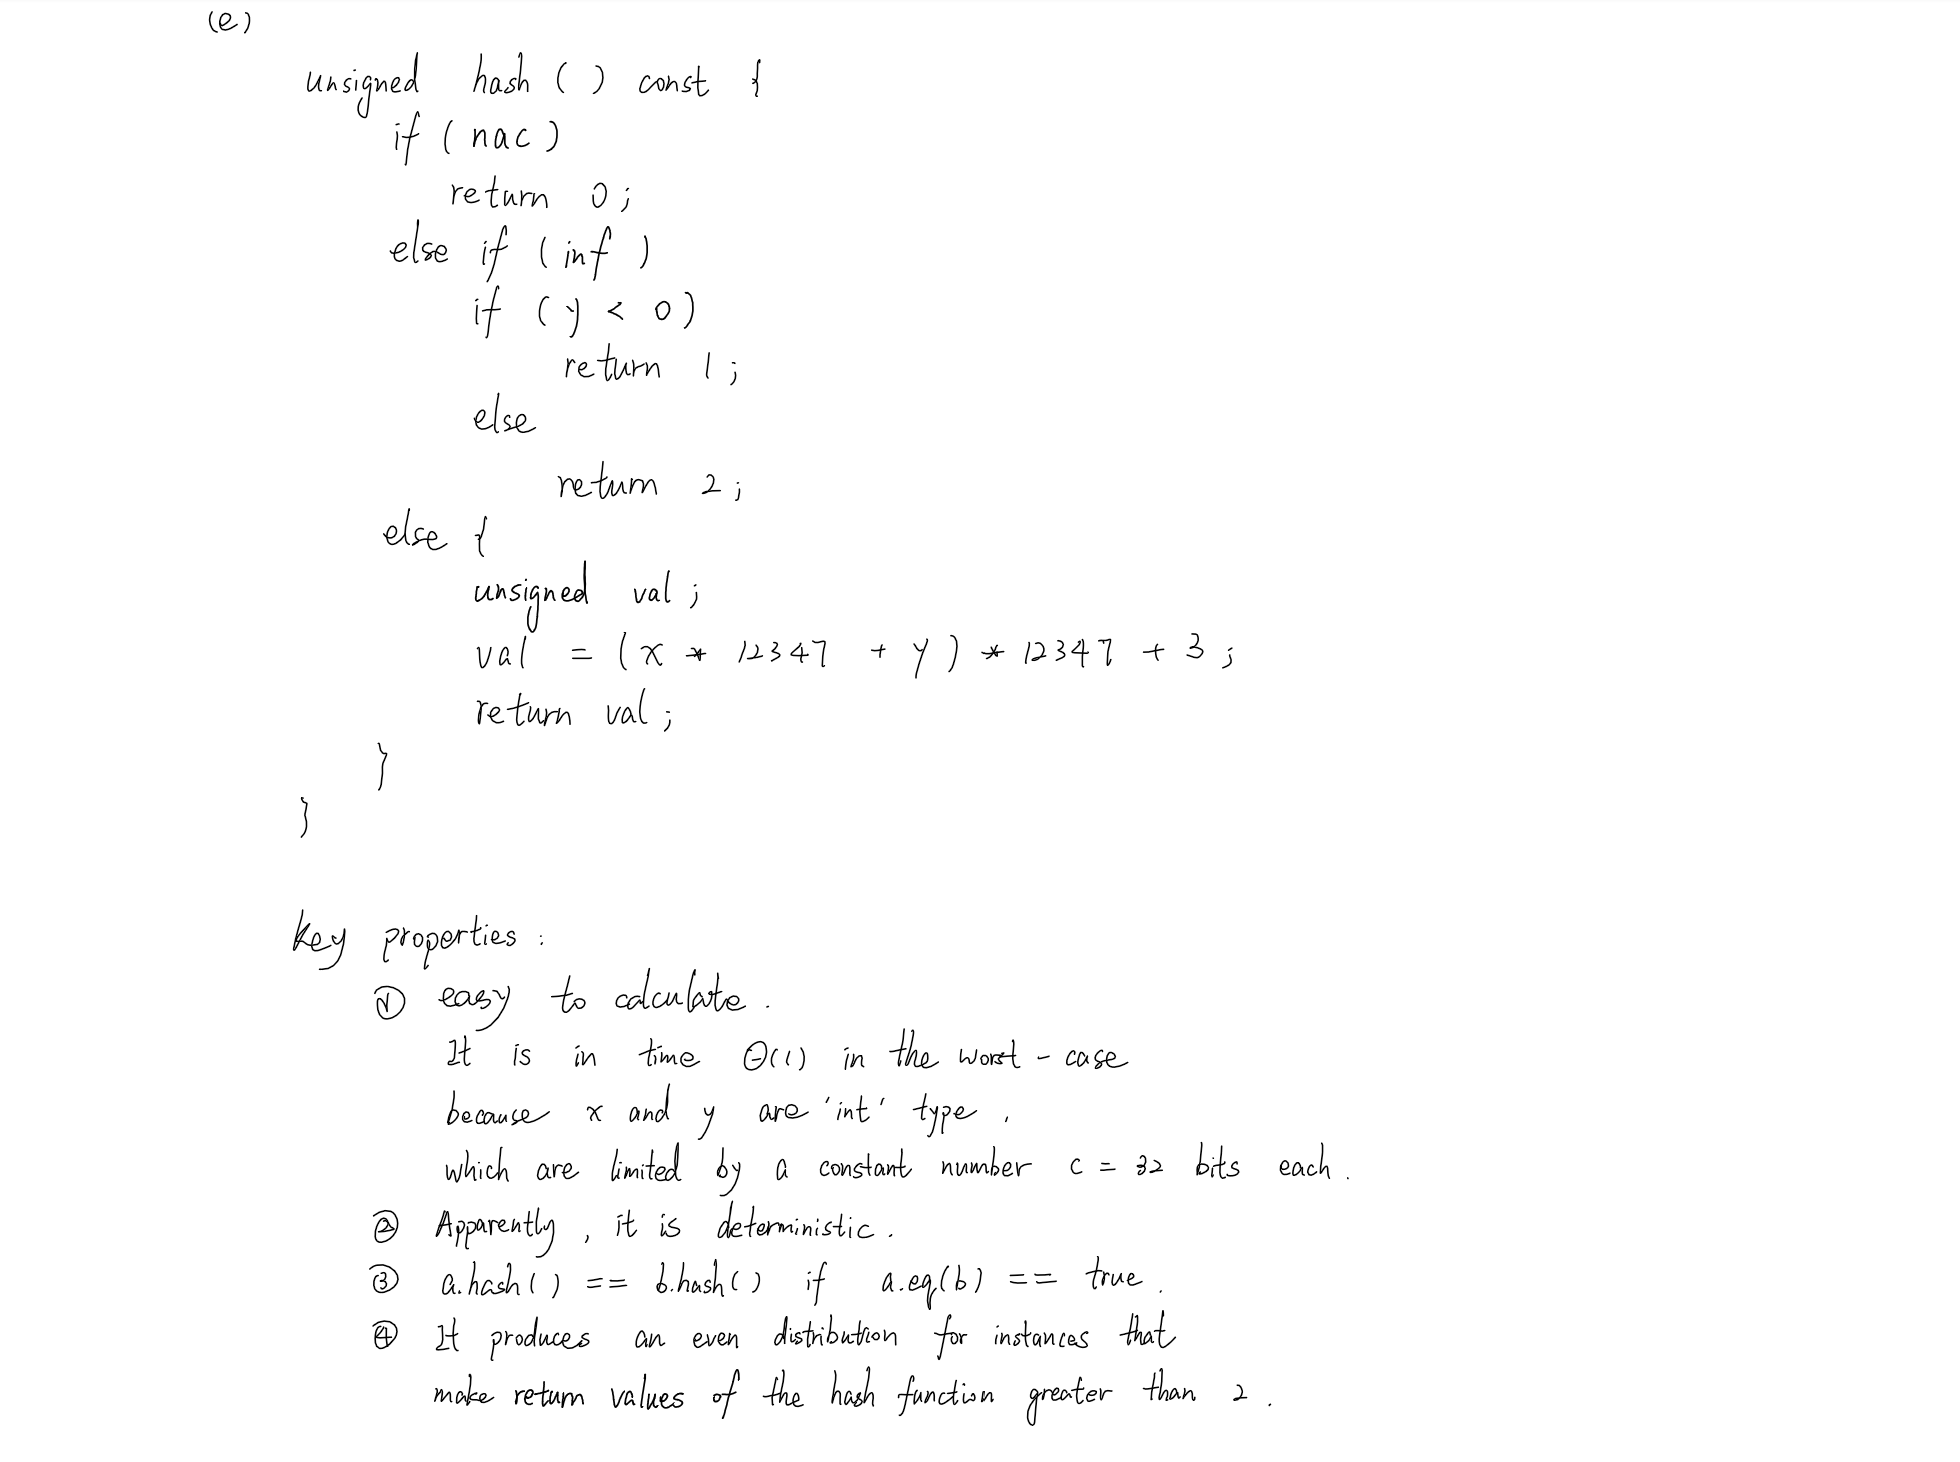 (e)
unsigned hash ( ) const {
if ( nac )
return 0 ;
else if ( inf )
if ( y < 0 )
return 1 ;
else
return 2 ;
else {
unsigned val ;
val = ( x * 12347 + y ) * 12347 + 3 ;
return val ;
}
}
key properties :
① easy to calculate .
It is in time Θ(1) in the worst - case
because x and y are 'int' type ,
which are limited by a constant number c = 32 bits each .
② Apparently , it is deterministic .
③ a.hash( ) == b.hash( ) if a.eq(b) == true .
④ It produces an even distribution for instances that
make return values of the hash function greater than 2 .